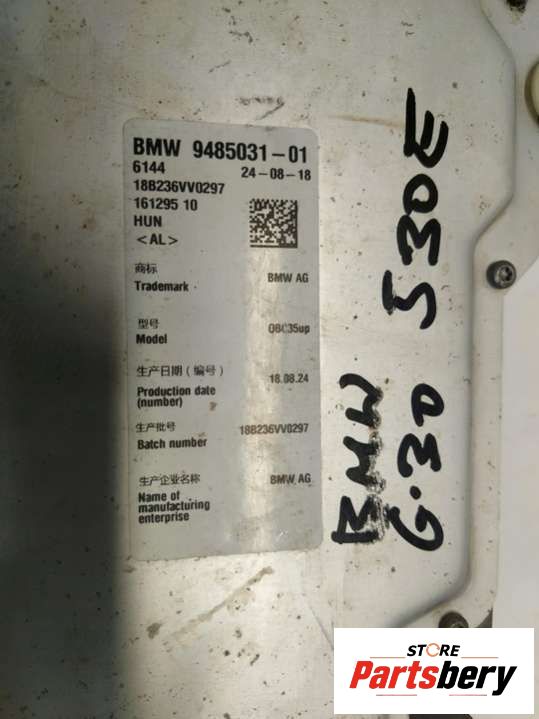 BMW 9485031-01
6144 24-08-18
18B236VV0297
161295 10
HUN
<AL>
商标
Trademark BMW AG
型号
Model OBC35up
生产日期(编号)
Production date 18.08.24
(number)
生产批号
Batch number 18B236VV0297
生产企业名称
Name of BMW AG
manufacturing
enterprise
BMW 530E
G.30
STORE
Partsbery